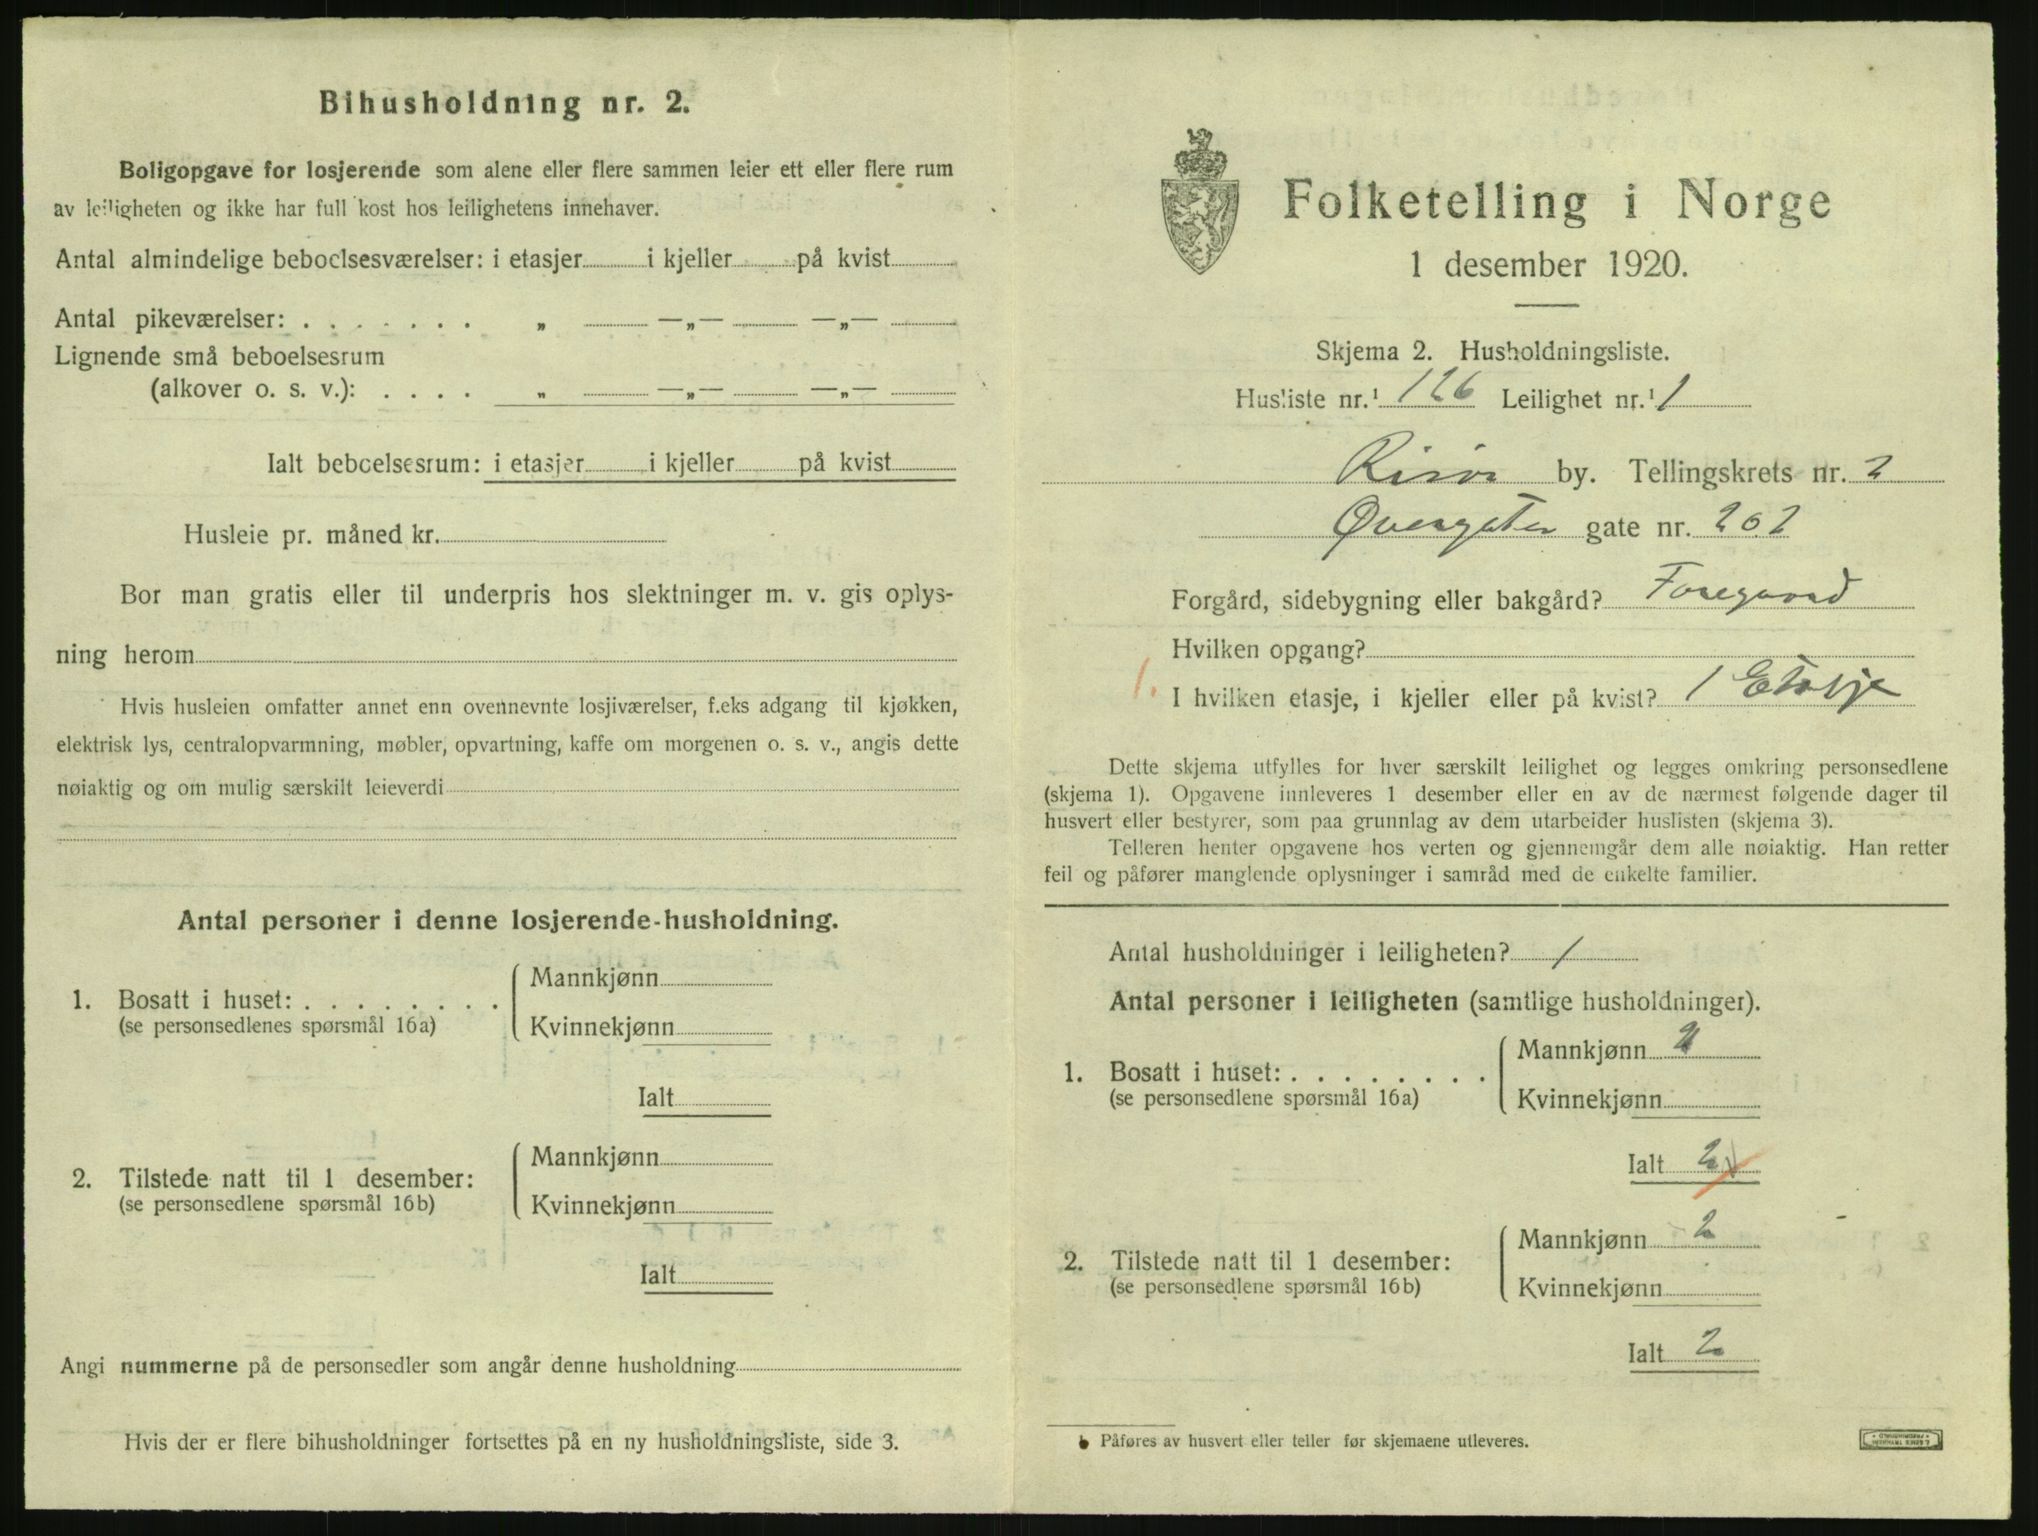 Bihusholdning nr. 2.
Boligopgave for losjerende som alene eller flere sammen leier ett eller flere rum
av leiligheten og ikke har full kost hos leilighetens innehaver.
Antal almindelige beboelsesværelser: i etasjer i kjeller på kvist
Antal pikeværelser: . . . . . . . „ —„— —„—
Lignende små beboelsesrum
(alkover o. s. v.): . . . . „ —„— —„—
Ialt beboelsesrum: i etasjer i kjeller på kvist
Husleie pr. måned kr.
Bor man gratis eller til underpris hos slektninger m. v. gis oplys-
ning herom
Hvis husleien omfatter annet enn ovennevnte losjiværelser, f.eks adgang til kjøkken,
elektrisk lys, centralopvarmning, møbler, opvartning, kaffe om morgenen o. s. v., angis dette
nøiaktig og om mulig særskilt leieverdi
Antal personer i denne losjerende-husholdning.
1. Bosatt i huset: . . . . . . . .
(se personsedlenes spørsmål 16a)
Mannkjønn
Kvinnekjønn
Ialt
2. Tilstede natt til 1 desember:
(se personsedlene spørsmål 16b)
Mannkjønn
Kvinnekjønn
Ialt
Angi nummerne på de personsedler som angår denne husholdning
Hvis der er flere bihusholdninger fortsettes på en ny husholdningsliste, side 3.
Folketelling i Norge
1 desember 1920.
Skjema 2. Husholdningsliste.
Husliste nr.¹ 126 Leilighet nr.¹ 1
Risør by. Tellingskrets nr. 2
Øvergaten gate nr. 202
Forgård, sidebygning eller bakgård? Foregaard
Hvilken opgang?
1. I hvilken etasje, i kjeller eller på kvist? 1 Etasje
Dette skjema utfylles for hver særskilt leilighet og legges omkring personsedlene
(skjema 1). Opgavene innleveres 1 desember eller en av de nærmest følgende dager til
husvert eller bestyrer, som paa grunnlag av dem utarbeider huslisten (skjema 3).
Telleren henter opgavene hos verten og gjennemgår dem alle nøiaktig. Han retter
feil og påfører manglende oplysninger i samråd med de enkelte familier.
Antal husholdninger i leiligheten? 1
Antal personer i leiligheten (samtlige husholdninger).
1. Bosatt i huset: . . . . . . . .
(se personsedlene spørsmål 16a)
Mannkjønn 2
Kvinnekjønn
Ialt 2
2. Tilstede natt til 1 desember:
(se personsedlene spørsmål 16b)
Mannkjønn 2
Kvinnekjønn
Ialt 2
Påføres av husvert eller teller før skjemaene utleveres.